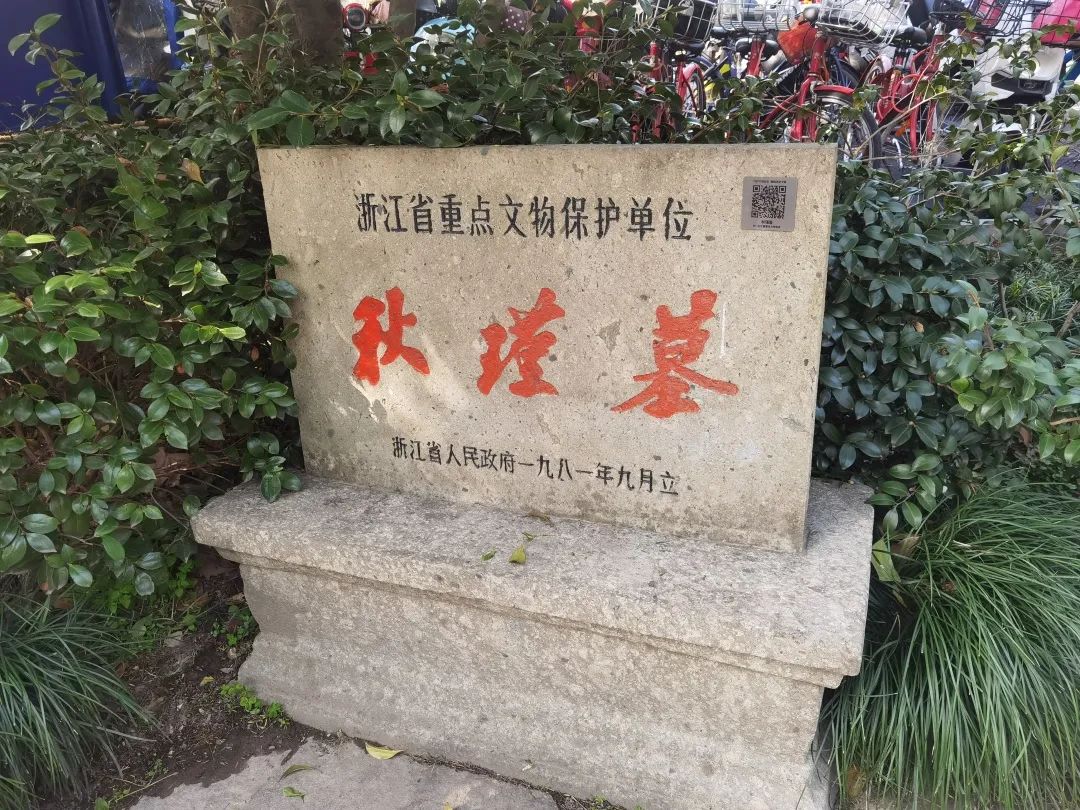 浙江省重点文物保护单位
秋瑾墓
浙江省人民政府一九八一年九月立